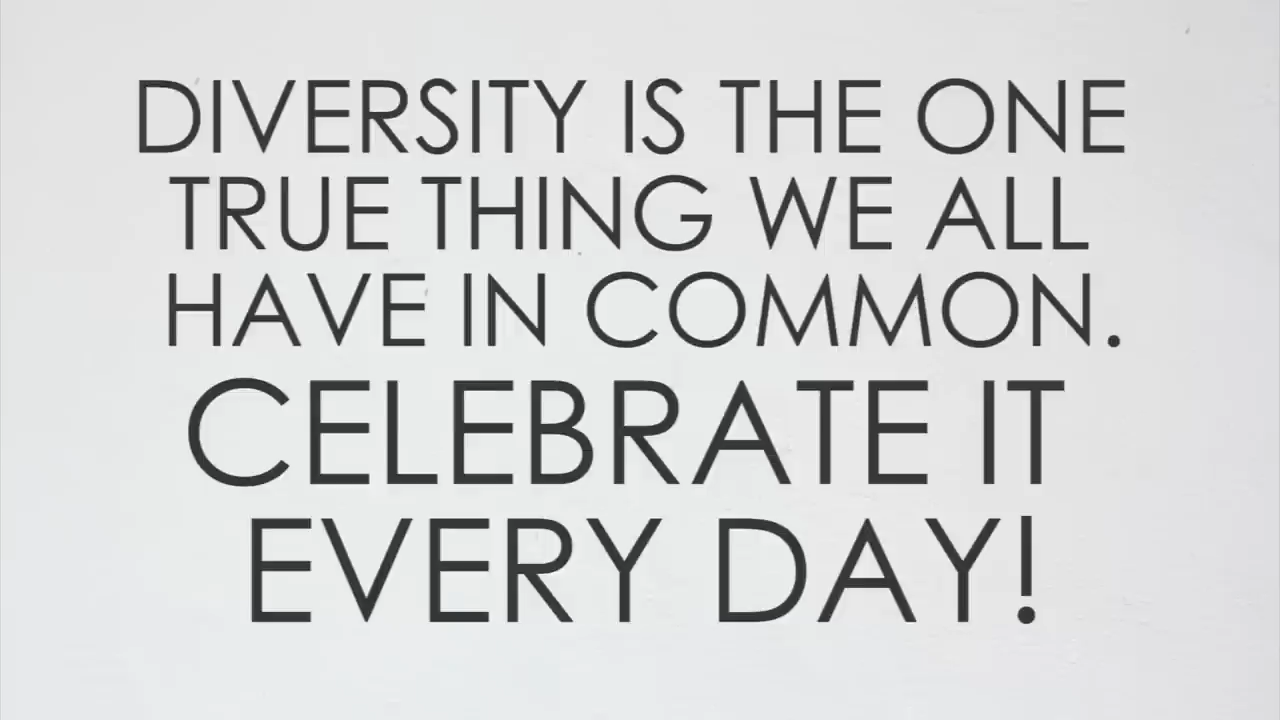 DIVERSITY IS THE ONE
TRUE THING WE ALL
HAVE IN COMMON.
CELEBRATE IT
EVERY DAY!